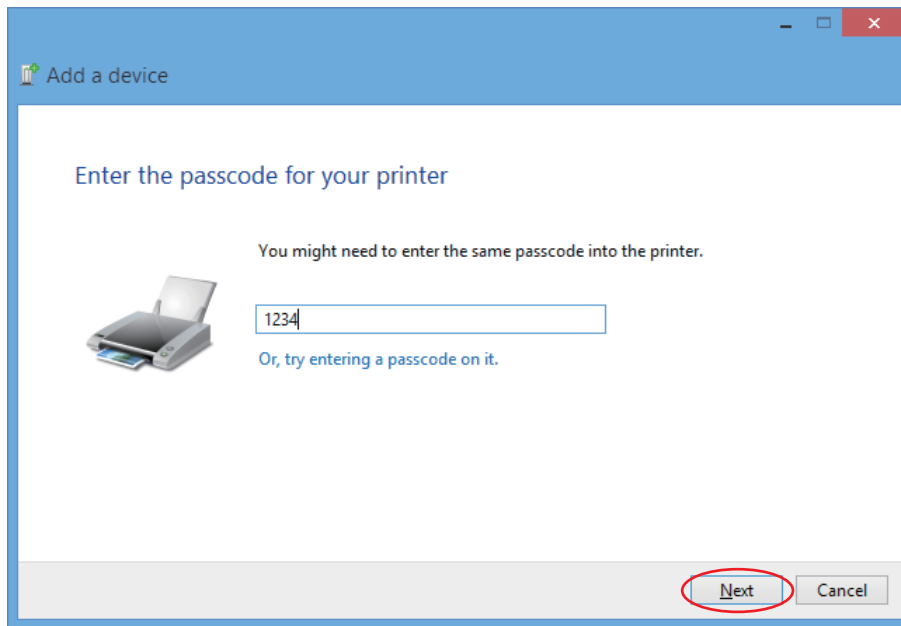 Add a device
Enter the passcode for your printer
You might need to enter the same passcode into the printer.
1234
Or, try entering a passcode on it.
Next
Cancel